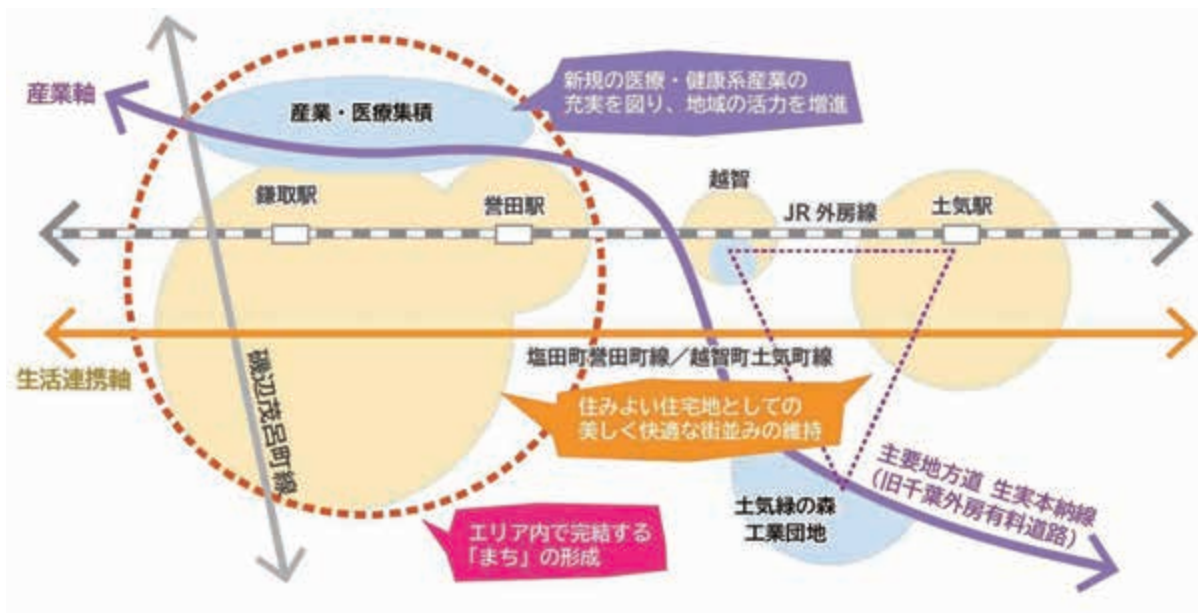 産業軸
産業・医療集積
新規の医療・健康系産業の
充実を図り、地域の活力を増進
鎌取駅
誉田駅
越智
JR 外房線
土気駅
塩田町誉田町線／越智町土気町線
生活連携軸
磯辺茂呂町線
住みよい住宅地としての
美しく快適な街並みの維持
主要地方道 生実本納線
（旧千葉外房有料道路）
土気緑の森
工業団地
エリア内で完結する
「まち」の形成